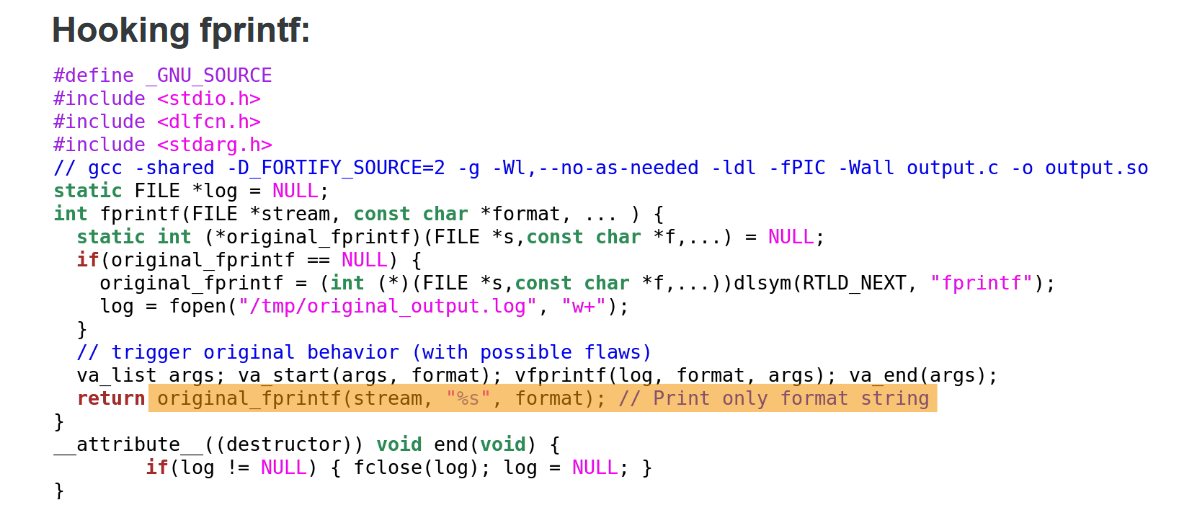 Hooking fprintf:
#define _GNU_SOURCE
#include <stdio.h>
#include <dlfcn.h>
#include <stdarg.h>
// gcc -shared -D_FORTIFY_SOURCE=2 -g -Wl,--no-as-needed -ldl -fPIC -Wall output.c -o output.so
static FILE *log = NULL;
int fprintf(FILE *stream, const char *format, ... ) {
  static int (*original_fprintf)(FILE *s,const char *f,...) = NULL;
  if(original_fprintf == NULL) {
    original_fprintf = (int (*)(FILE *s,const char *f,...))dlsym(RTLD_NEXT, "fprintf");
    log = fopen("/tmp/original_output.log", "w+");
  }
  // trigger original behavior (with possible flaws)
  va_list args; va_start(args, format); vfprintf(log, format, args); va_end(args);
  return original_fprintf(stream, "%s", format); // Print only format string
}
__attribute__((destructor)) void end(void) {
        if(log != NULL) { fclose(log); log = NULL; }
}